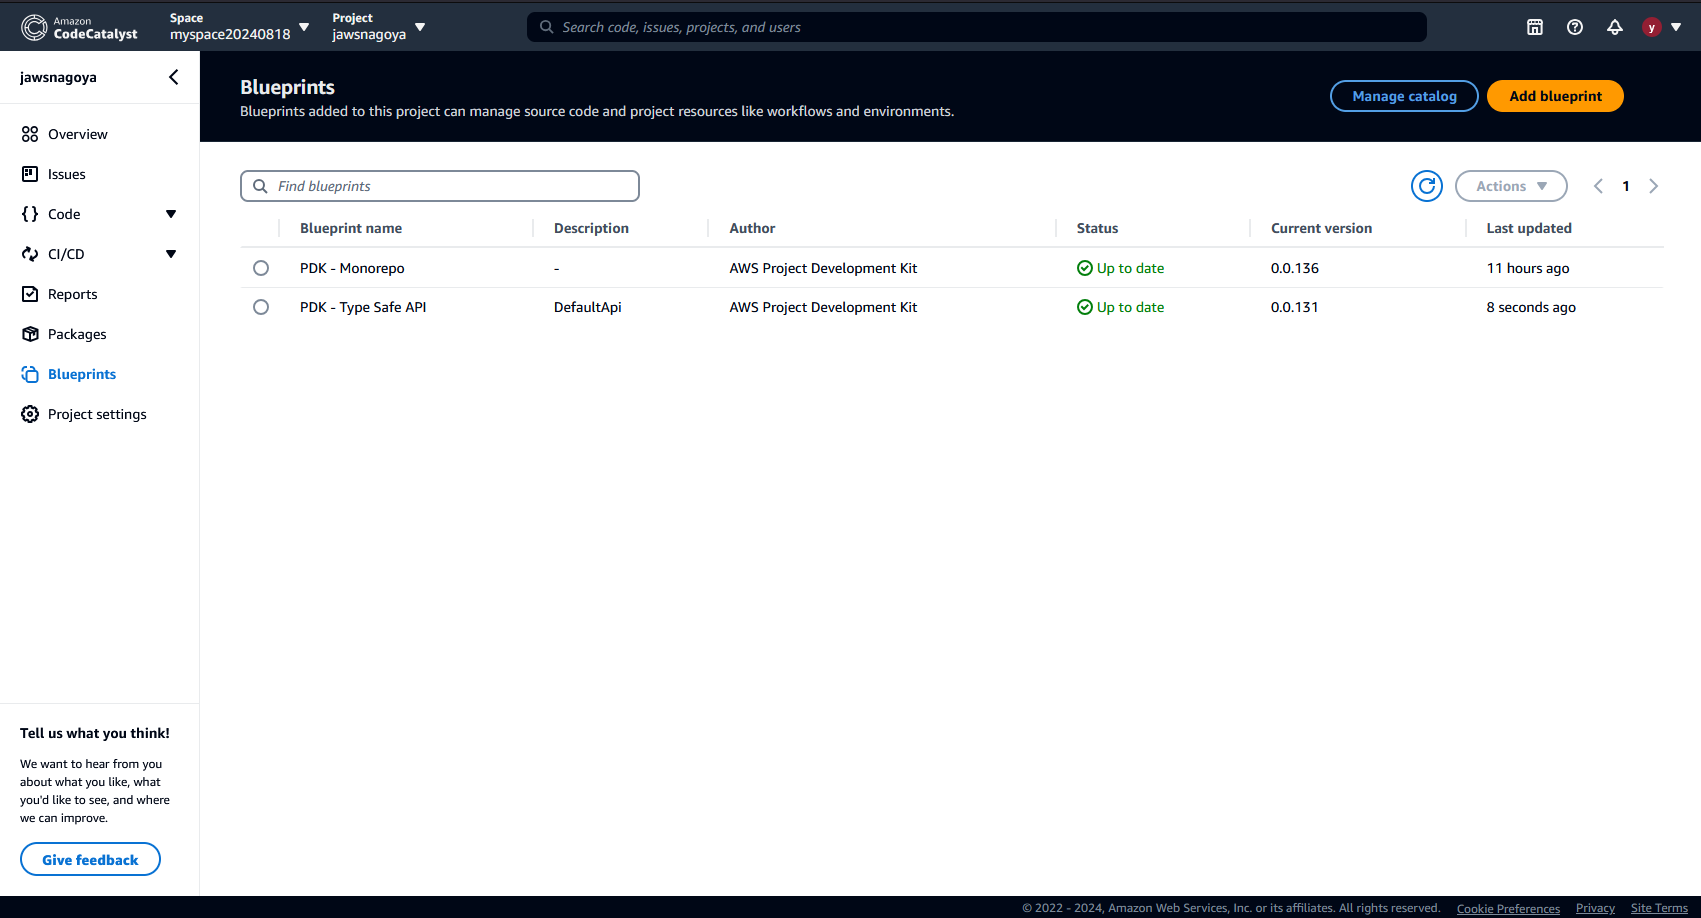 Amazon
CodeCatalyst
Space
myspace20240818
Project
jawsnagoya
Search code, issues, projects, and users
y
jawsnagoya
Overview
Issues
Code
CI/CD
Reports
Packages
Blueprints
Project settings
Tell us what you think!
We want to hear from you
about what you like, what
you'd like to see, and where
we can improve.
Give feedback
Blueprints
Blueprints added to this project can manage source code and project resources like workflows and environments.
Manage catalog
Add blueprint
Find blueprints
Actions
1
Blueprint name Description Author Status Current version Last updated
PDK - Monorepo - AWS Project Development Kit Up to date 0.0.136 11 hours ago
PDK - Type Safe API DefaultApi AWS Project Development Kit Up to date 0.0.131 8 seconds ago
© 2022 - 2024, Amazon Web Services, Inc. or its affiliates. All rights reserved. Cookie Preferences Privacy Site Terms